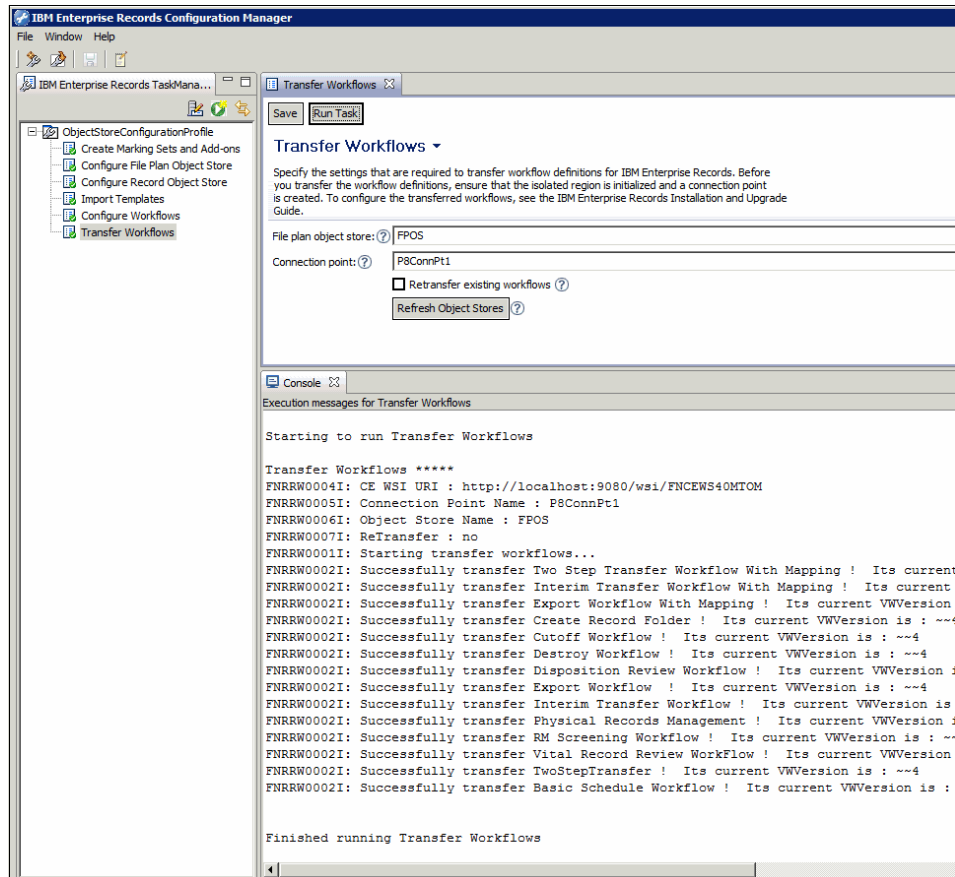 IBM Enterprise Records Configuration Manager
File Window Help
IBM Enterprise Records TaskMana...
ObjectStoreConfigurationProfile
Create Marking Sets and Add-ons
Configure File Plan Object Store
Configure Record Object Store
Import Templates
Configure Workflows
Transfer Workflows
Transfer Workflows
Save Run Task
Transfer Workflows
Specify the settings that are required to transfer workflow definitions for IBM Enterprise Records. Before
you transfer the workflow definitions, ensure that the isolated region is initialized and a connection point
is created. To configure the transferred workflows, see the IBM Enterprise Records Installation and Upgrade
Guide.
File plan object store: ? FPOS
Connection point: ? P8ConnPt1
Retransfer existing workflows ?
Refresh Object Stores ?
Console
Execution messages for Transfer Workflows
Starting to run Transfer Workflows
Transfer Workflows *****
FNRRW0004I: CE WSI URI : http://localhost:9080/wsi/FNCEWS40MTOM
FNRRW0005I: Connection Point Name : P8ConnPt1
FNRRW0006I: Object Store Name : FPOS
FNRRW0007I: ReTransfer : no
FNRRW0001I: Starting transfer workflows...
FNRRW0002I: Successfully transfer Two Step Transfer Workflow With Mapping ! Its current
FNRRW0002I: Successfully transfer Interim Transfer Workflow With Mapping ! Its current
FNRRW0002I: Successfully transfer Export Workflow With Mapping ! Its current VWVersion
FNRRW0002I: Successfully transfer Create Record Folder ! Its current VWVersion is : ~~4
FNRRW0002I: Successfully transfer Cutoff Workflow ! Its current VWVersion is : ~~4
FNRRW0002I: Successfully transfer Destroy Workflow ! Its current VWVersion is : ~~4
FNRRW0002I: Successfully transfer Disposition Review Workflow ! Its current VWVersion i
FNRRW0002I: Successfully transfer Export Workflow ! Its current VWVersion is : ~~4
FNRRW0002I: Successfully transfer Interim Transfer Workflow ! Its current VWVersion is
FNRRW0002I: Successfully transfer Physical Records Management ! Its current VWVersion i
FNRRW0002I: Successfully transfer RM Screening Workflow ! Its current VWVersion is : ~~
FNRRW0002I: Successfully transfer Vital Record Review WorkFlow ! Its current VWVersion
FNRRW0002I: Successfully transfer TwoStepTransfer ! Its current VWVersion is : ~~4
FNRRW0002I: Successfully transfer Basic Schedule Workflow ! Its current VWVersion is :
Finished running Transfer Workflows